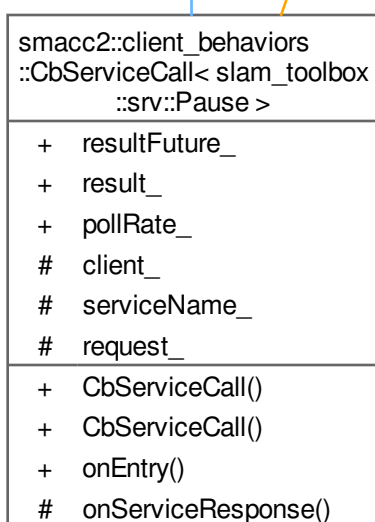 smacc2::client_behaviors
::CbServiceCall< slam_toolbox
::srv::Pause >
+ resultFuture_
+ result_
+ pollRate_
# client_
# serviceName_
# request_
+ CbServiceCall()
+ CbServiceCall()
+ onEntry()
# onServiceResponse()